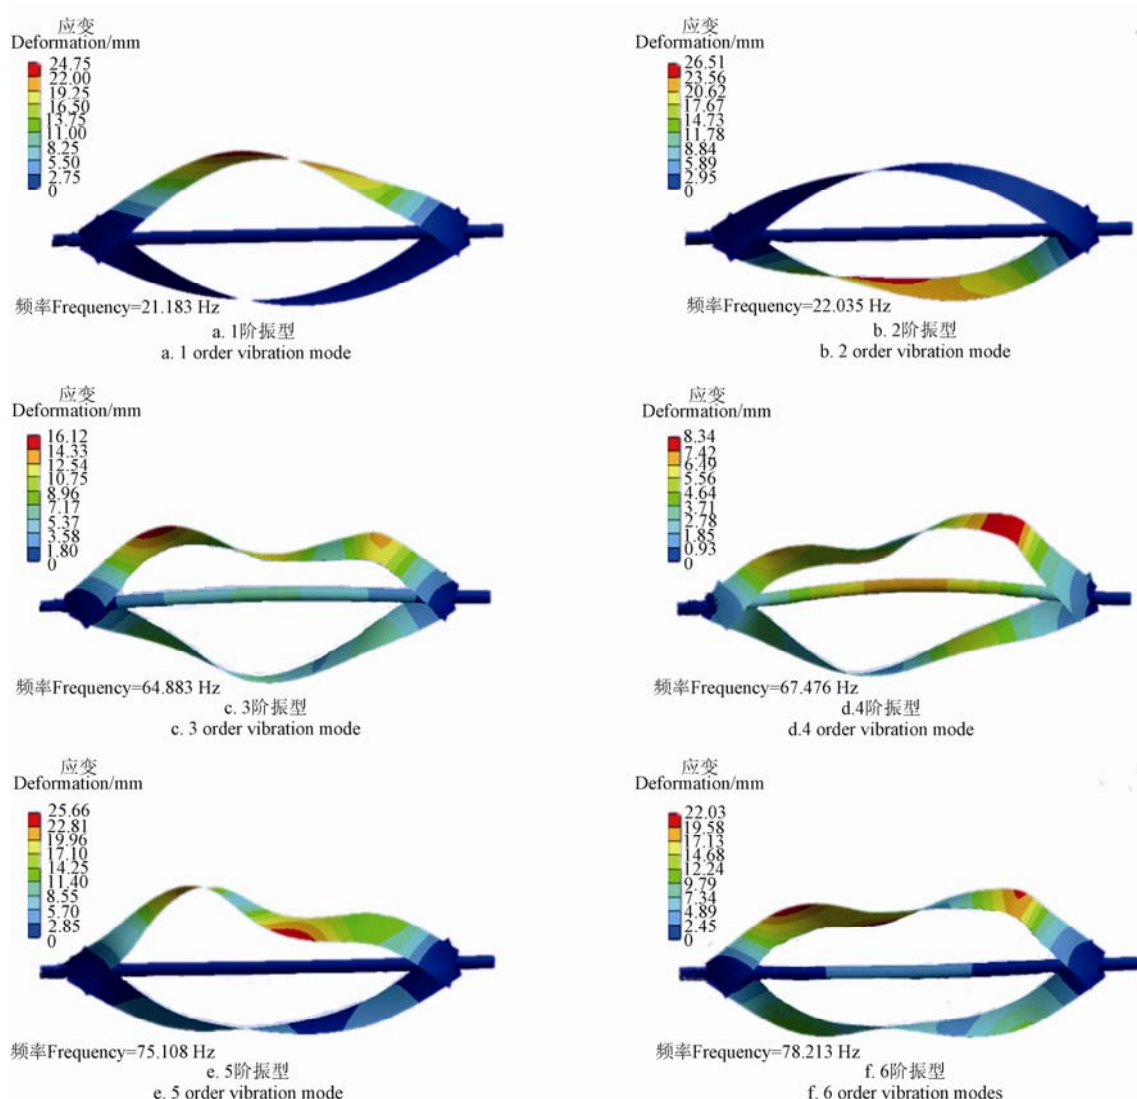 应变
Deformation/mm
24.75
22.00
19.25
16.50
13.75
11.00
8.25
5.50
2.75
0
频率Frequency=21.183 Hz
a. 1阶振型
a. 1 order vibration mode
应变
Deformation/mm
26.51
23.56
20.62
17.67
14.73
11.78
8.84
5.89
2.95
0
频率Frequency=22.035 Hz
b. 2阶振型
b. 2 order vibration mode
应变
Deformation/mm
16.12
14.33
12.54
10.75
8.96
7.17
5.37
3.58
1.80
0
频率Frequency=64.883 Hz
c. 3阶振型
c. 3 order vibration mode
应变
Deformation/mm
8.34
7.42
6.49
5.56
4.64
3.71
2.78
1.85
0.93
0
频率Frequency=67.476 Hz
d.4阶振型
d.4 order vibration mode
应变
Deformation/mm
25.66
22.81
19.96
17.10
14.25
11.40
8.55
5.70
2.85
0
频率Frequency=75.108 Hz
e. 5阶振型
e. 5 order vibration mode
应变
Deformation/mm
22.03
19.58
17.13
14.68
12.24
9.79
7.34
4.89
2.45
0
频率Frequency=78.213 Hz
f. 6阶振型
f. 6 order vibration modes